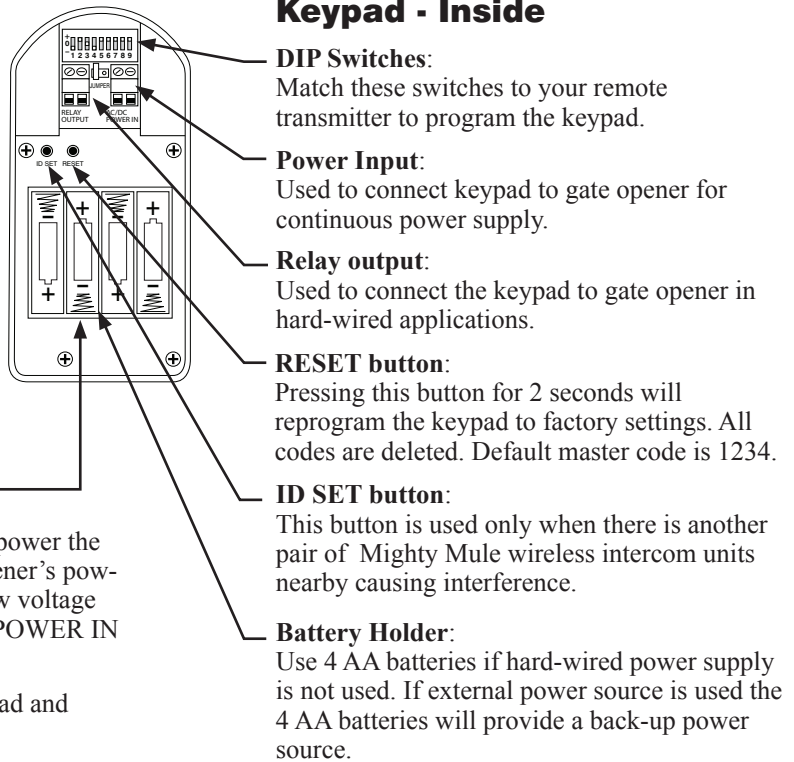 Keypad - Inside
+
0
−
1 2 3 4 5 6 7 8 9
JUMPER
RELAY
OUTPUT
AC/DC
POWER IN
ID SET
RESET
+ − + −
− + − +
DIP Switches:
Match these switches to your remote
transmitter to program the keypad.
Power Input:
Used to connect keypad to gate opener for
continuous power supply.
Relay output:
Used to connect the keypad to gate opener in
hard-wired applications.
RESET button:
Pressing this button for 2 seconds will
reprogram the keypad to factory settings. All
codes are deleted. Default master code is 1234.
ID SET button:
This button is used only when there is another
pair of Mighty Mule wireless intercom units
nearby causing interference.
Battery Holder:
Use 4 AA batteries if hard-wired power supply
is not used. If external power source is used the
4 AA batteries will provide a back-up power
source.
power the
ener's pow-
w voltage
POWER IN
ad and